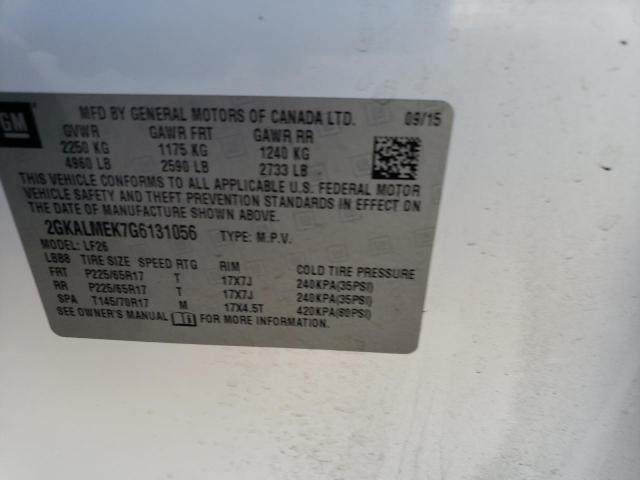 GM
MFD BY GENERAL MOTORS OF CANADA LTD. 09/15
GVWR GAWR FRT GAWR RR
2250 KG 1175 KG 1240 KG
4960 LB 2590 LB 2733 LB
THIS VEHICLE CONFORMS TO ALL APPLICABLE U.S. FEDERAL MOTOR
VEHICLE SAFETY AND THEFT PREVENTION STANDARDS IN EFFECT ON
THE DATE OF MANUFACTURE SHOWN ABOVE.
2GKALMEK7G6131056 TYPE: M.P.V.
MODEL: LF26
LBB8 TIRE SIZE SPEED RTG RIM COLD TIRE PRESSURE
FRT P225/65R17 T 17X7J 240KPA(35PSI)
RR P225/65R17 T 17X7J 240KPA(35PSI)
SPA T145/70R17 M 17X4.5T 420KPA(60PSI)
SEE OWNER'S MANUAL FOR MORE INFORMATION.